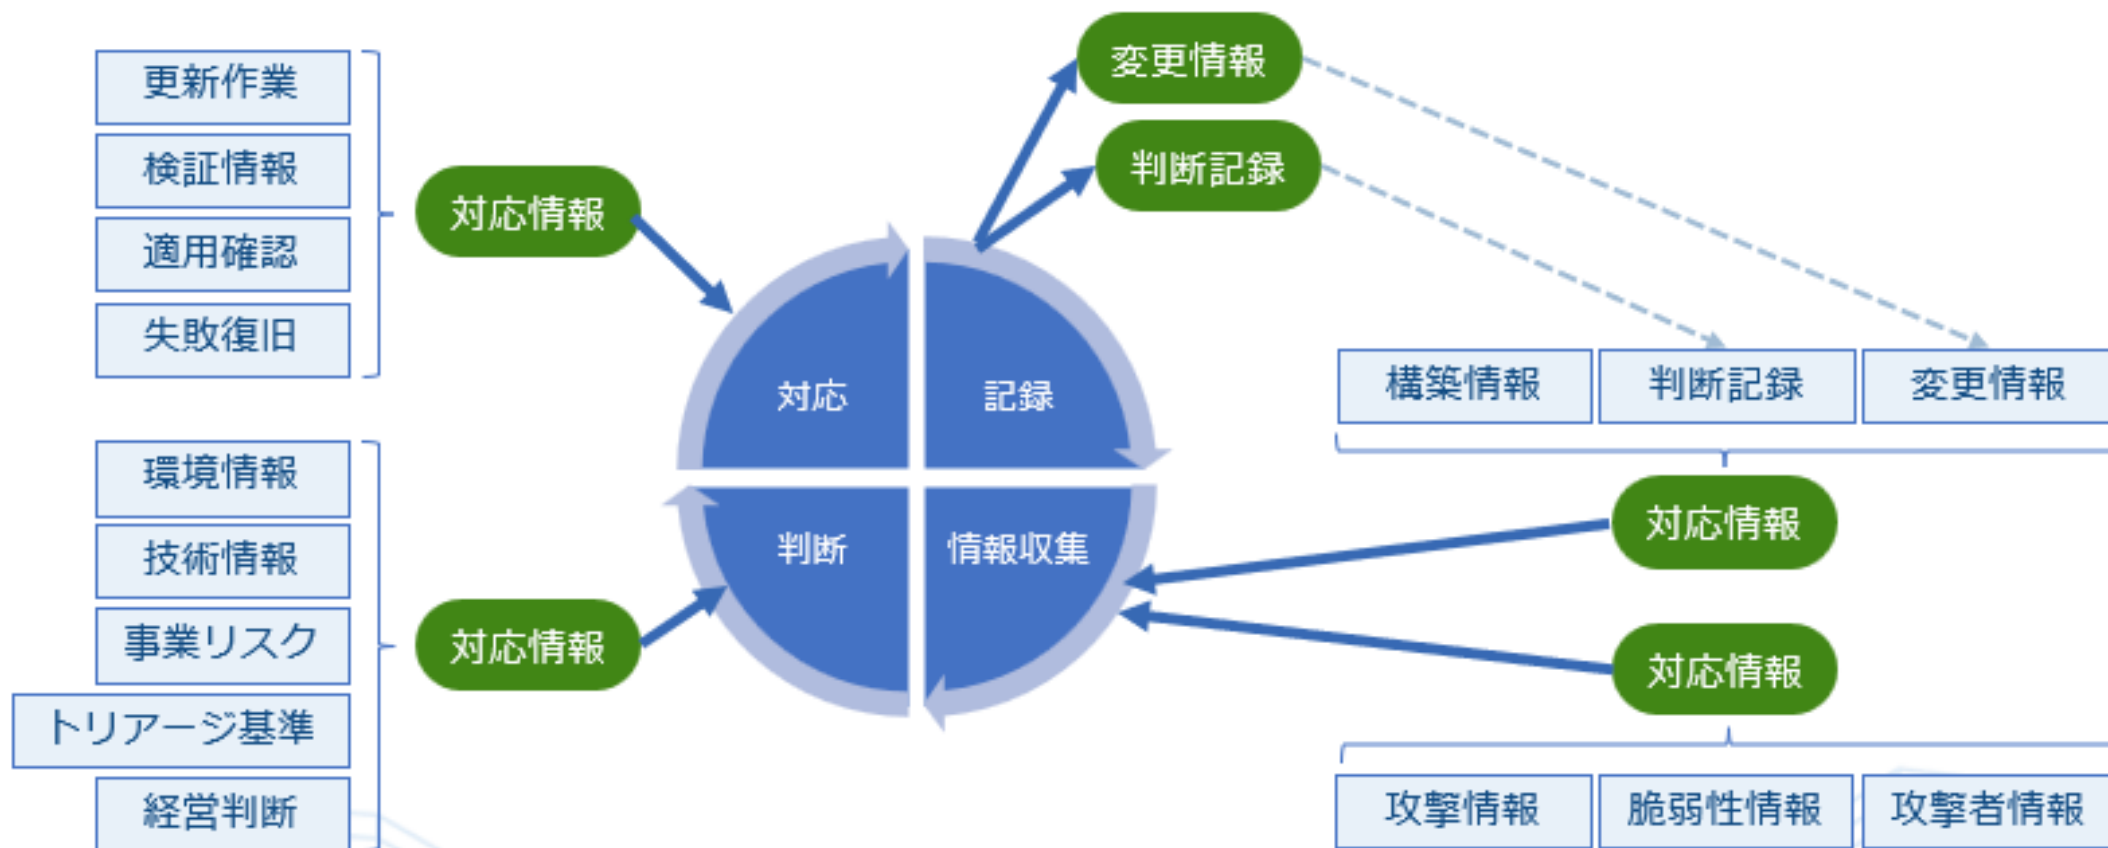 更新作業
検証情報
適用確認
失敗復旧
対応情報
環境情報
技術情報
事業リスク
トリアージ基準
経営判断
対応情報
対応
記録
判断
情報収集
変更情報
判断記録
構築情報
判断記録
変更情報
対応情報
対応情報
攻撃情報
脆弱性情報
攻撃者情報